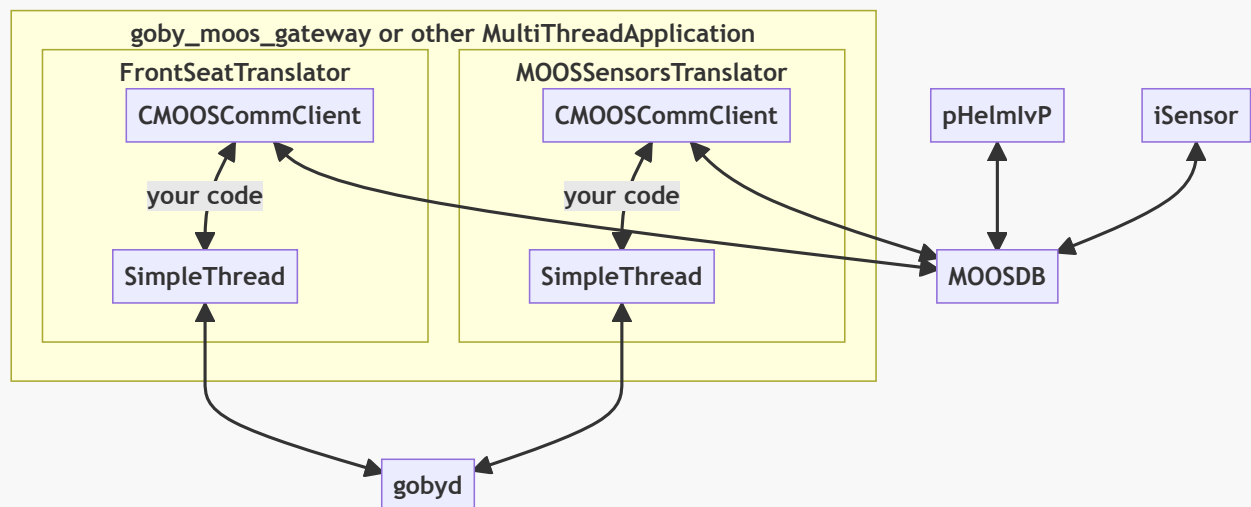 goby_moos_gateway or other MultiThreadApplication
FrontSeatTranslator
MOOSSensorsTranslator
CMOOSCommClient
CMOOSCommClient
pHelmIvP
iSensor
your code
your code
SimpleThread
SimpleThread
MOOSDB
gobyd